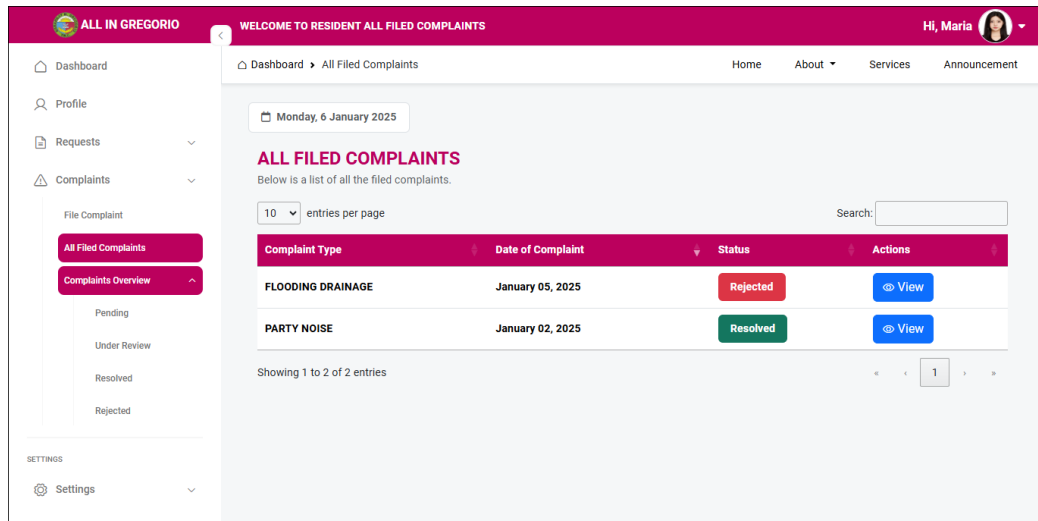 ALL IN GREGORIO
WELCOME TO RESIDENT ALL FILED COMPLAINTS
Hi, Maria
Dashboard
Profile
Requests
Complaints
File Complaint
All Filed Complaints
Complaints Overview
Pending
Under Review
Resolved
Rejected
SETTINGS
Settings
Dashboard > All Filed Complaints
Home About Services Announcement
Monday, 6 January 2025
ALL FILED COMPLAINTS
Below is a list of all the filed complaints.
10 entries per page
Search:
Complaint Type Date of Complaint Status Actions
FLOODING DRAINAGE January 05, 2025 Rejected View
PARTY NOISE January 02, 2025 Resolved View
Showing 1 to 2 of 2 entries
« ‹ 1 › »